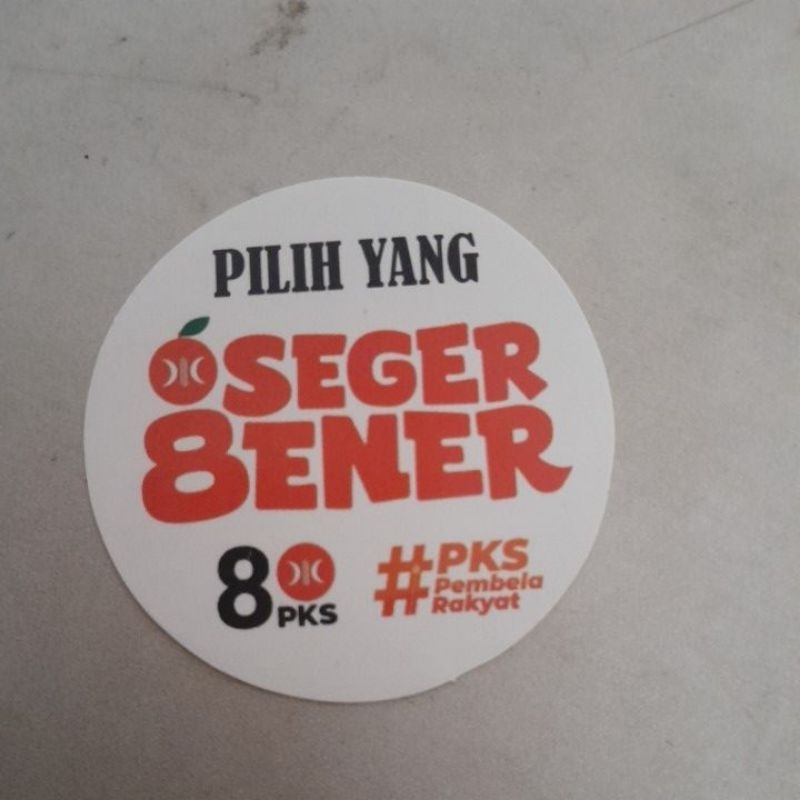 PILIH YANG
SEGER
8ENER
8 PKS
#PKS
Pembela
Rakyat